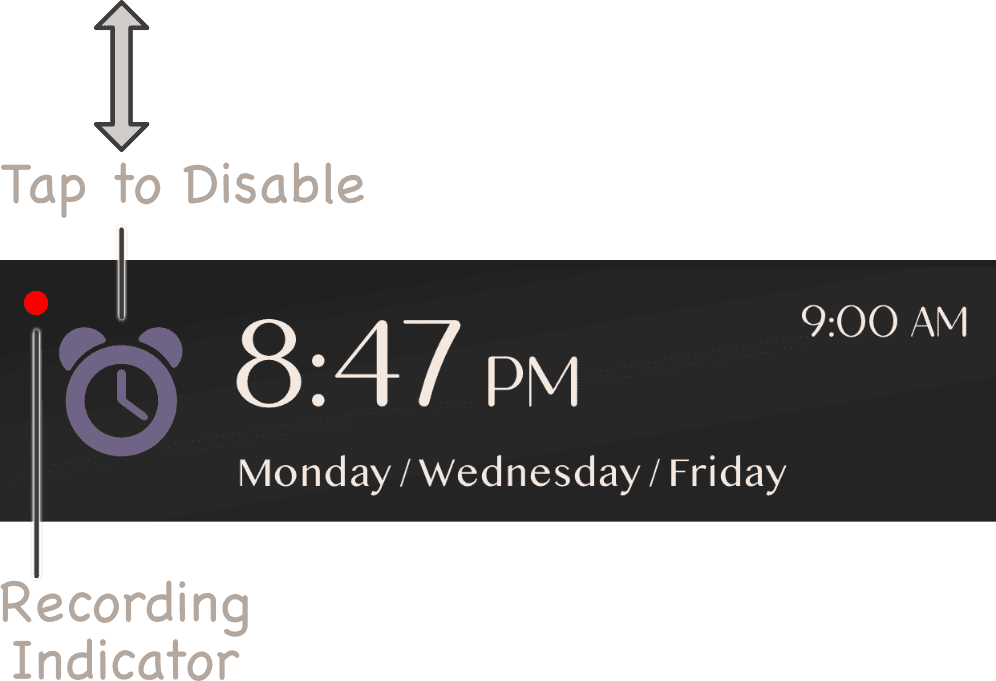 Tap to Disable
9:00 AM
8:47 PM
Monday / Wednesday / Friday
Recording
Indicator